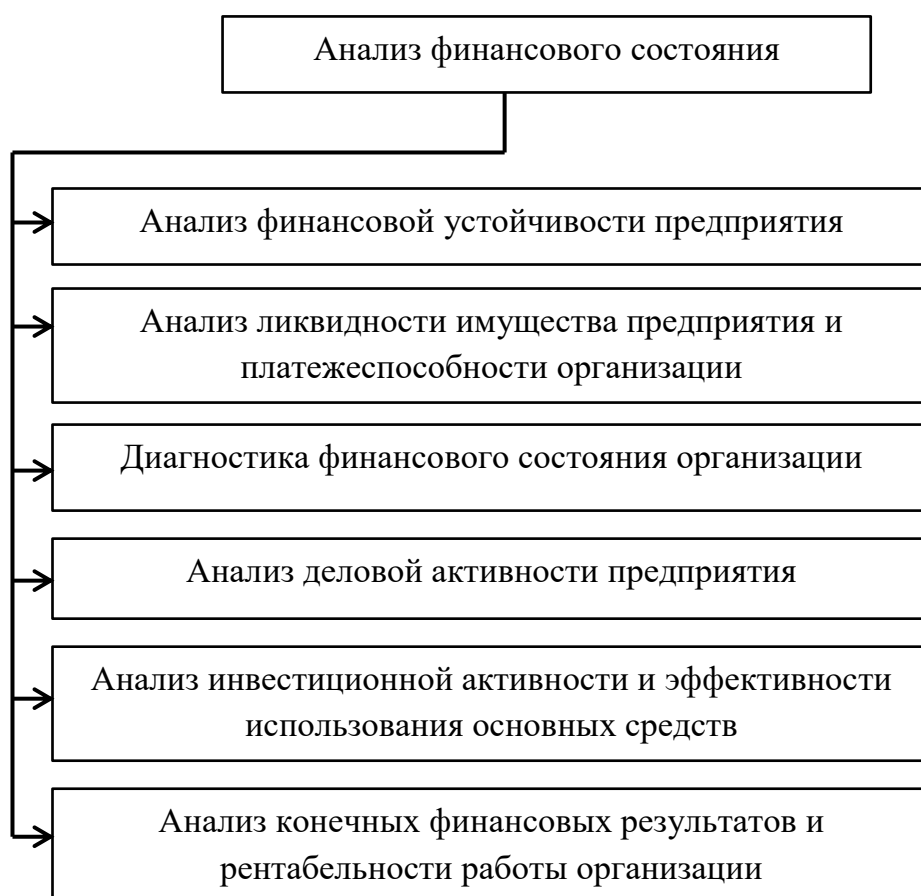 Анализ финансового состояния
Анализ финансовой устойчивости предприятия
Анализ ликвидности имущества предприятия и
платежеспособности организации
Диагностика финансового состояния организации
Анализ деловой активности предприятия
Анализ инвестиционной активности и эффективности
использования основных средств
Анализ конечных финансовых результатов и
рентабельности работы организации